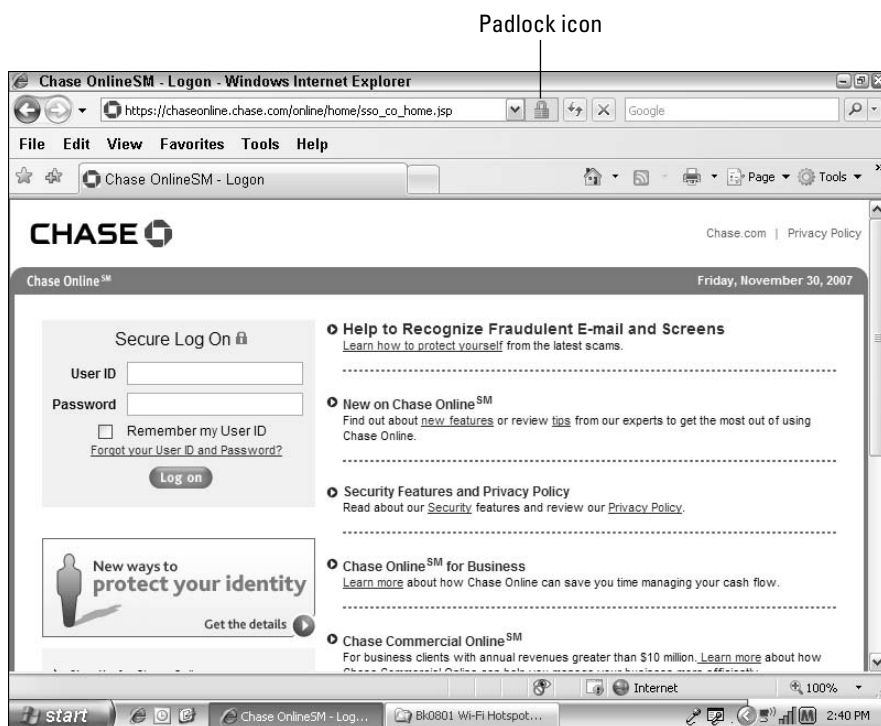 Padlock icon
Chase OnlineSM - Logon - Windows Internet Explorer
https://chaseonline.chase.com/online/home/sso_co_home.jsp
Google
File Edit View Favorites Tools Help
Chase OnlineSM - Logon
Page Tools
CHASE
Chase.com | Privacy Policy
Chase Online SM
Friday, November 30, 2007
Secure Log On
User ID
Password
Remember my User ID
Forgot your User ID and Password?
Log on
New ways to
protect your identity
Get the details
Help to Recognize Fraudulent E-mail and Screens
Learn how to protect yourself from the latest scams.
New on Chase Online SM
Find out about new features or review tips from our experts to get the most out of using
Chase Online.
Security Features and Privacy Policy
Read about our Security features and review our Privacy Policy.
Chase Online SM for Business
Learn more about how Chase Online can save you time managing your cash flow.
Chase Commercial Online SM
For business clients with annual revenues greater than $10 million. Learn more about how
Internet
100%
start
Chase OnlineSM - Log...
Bk0801 Wi-Fi Hotspot...
2:40 PM